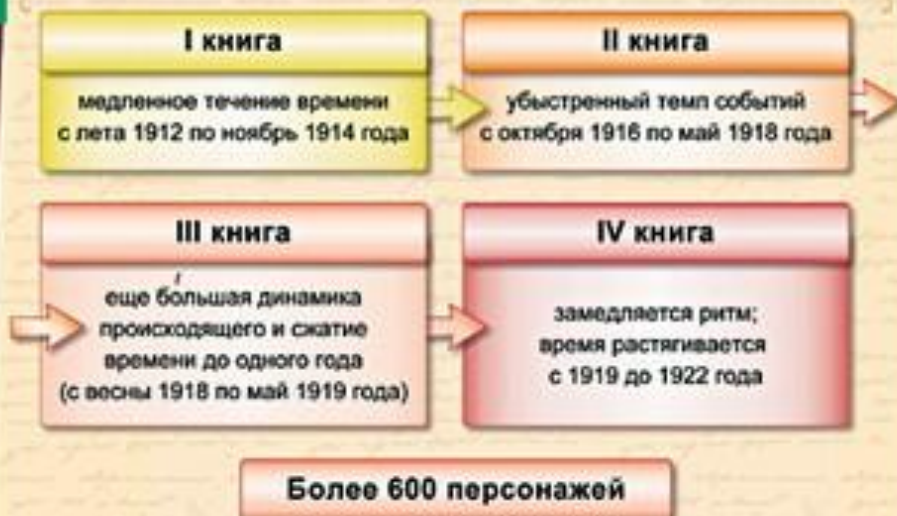 I книга
медленное течение времени
с лета 1912 по ноябрь 1914 года
II книга
убыстренный темп событий
с октября 1916 по май 1918 года
III книга
еще большая динамика
происходящего и сжатие
времени до одного года
(с весны 1918 по май 1919 года)
IV книга
замедляется ритм;
время растягивается
с 1919 до 1922 года
Более 600 персонажей